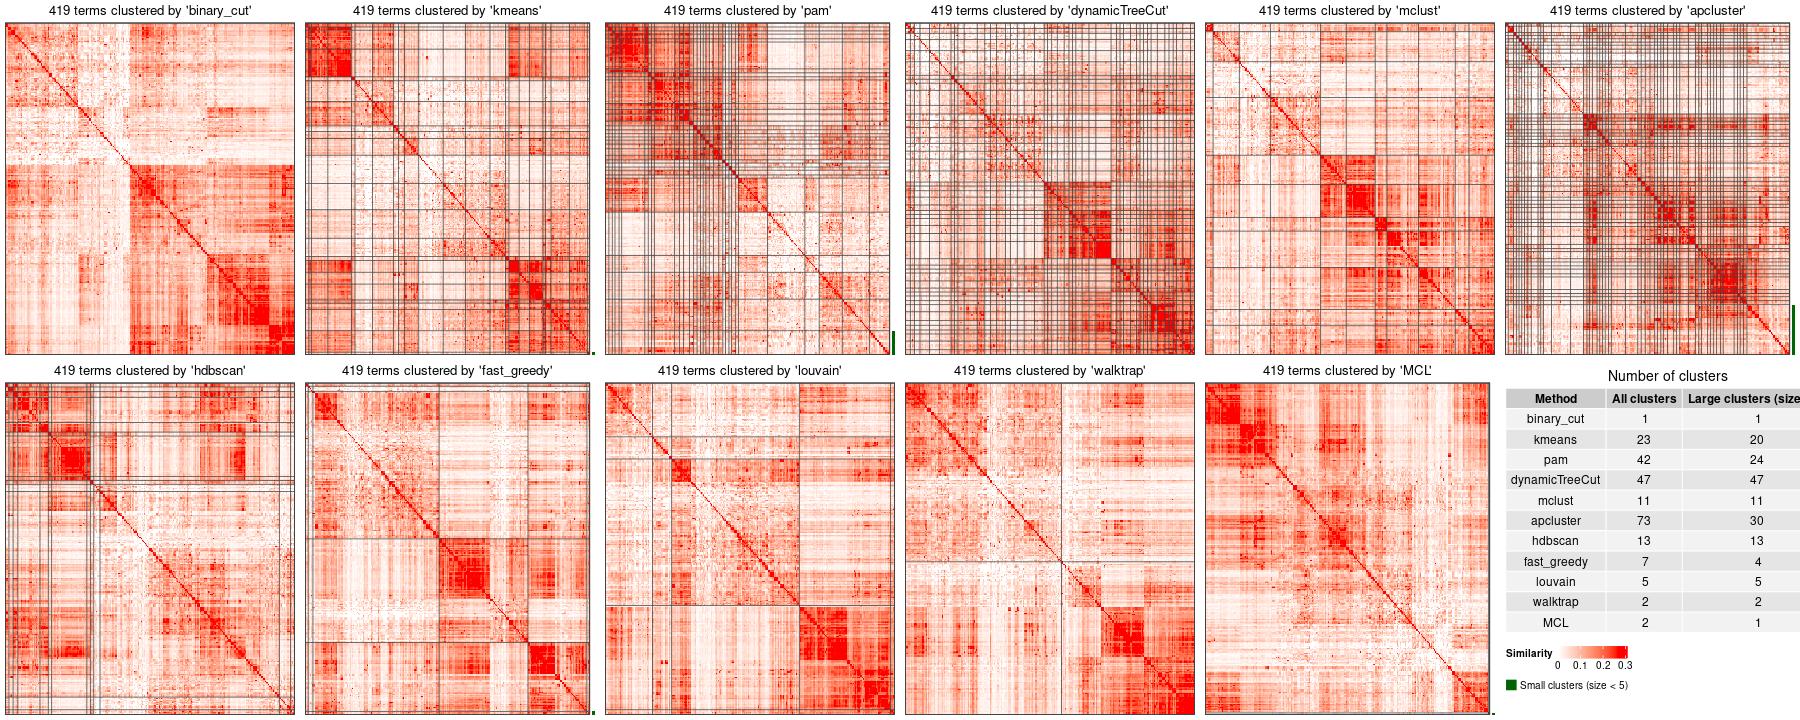 419 terms clustered by 'binary_cut'
419 terms clustered by 'kmeans'
419 terms clustered by 'pam'
419 terms clustered by 'dynamicTreeCut'
419 terms clustered by 'mclust'
419 terms clustered by 'apcluster'
419 terms clustered by 'hdbscan'
419 terms clustered by 'fast_greedy'
419 terms clustered by 'louvain'
419 terms clustered by 'walktrap'
419 terms clustered by 'MCL'
Number of clusters
Method All clusters Large clusters (size
binary_cut 1 1
kmeans 23 20
pam 42 24
dynamicTreeCut 47 47
mclust 11 11
apcluster 73 30
hdbscan 13 13
fast_greedy 7 4
louvain 5 5
walktrap 2 2
MCL 2 1
Similarity
0 0.1 0.2 0.3
Small clusters (size < 5)